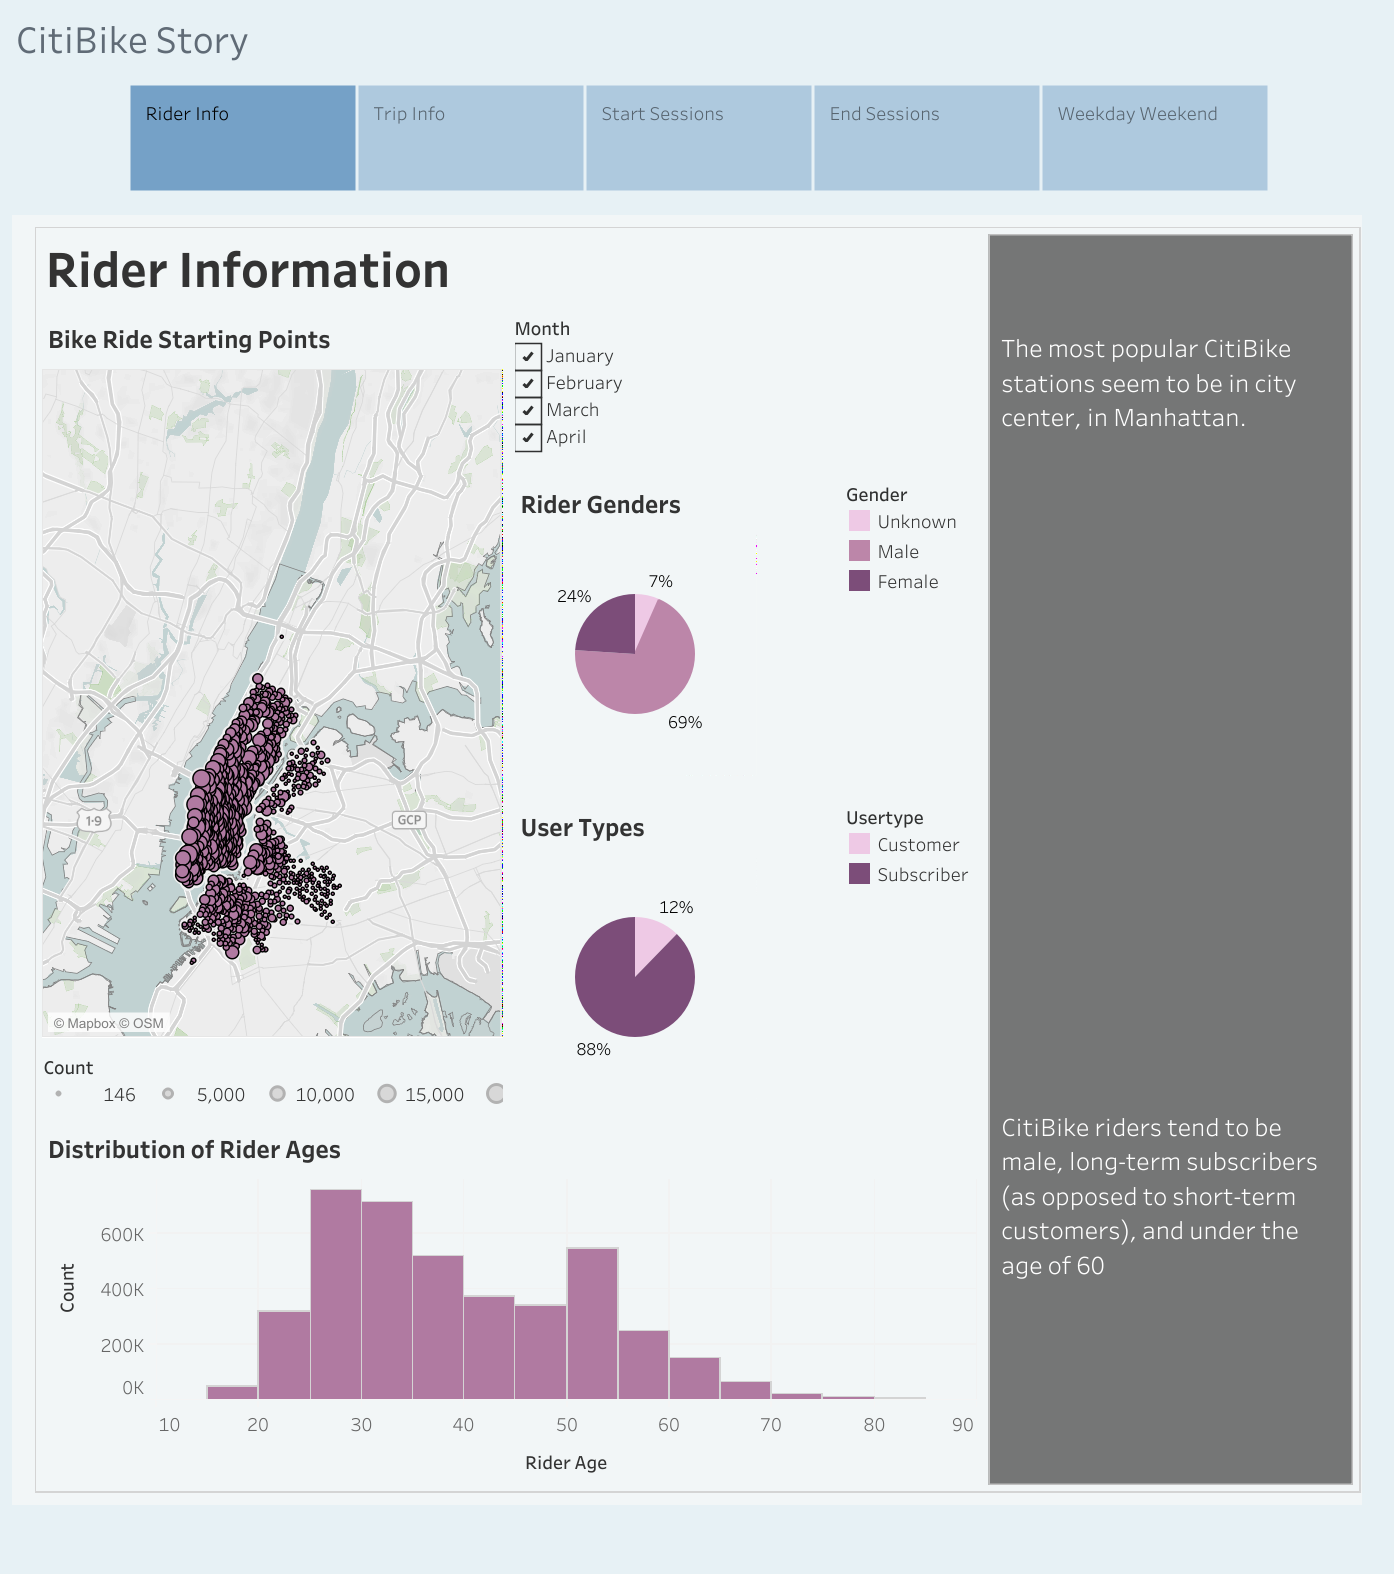 CitiBike Story
Rider Info
Trip Info
Start Sessions
End Sessions
Weekday Weekend
Rider Information
Bike Ride Starting Points
1-9
GCP
© Mapbox © OSM
Count
146
5,000
10,000
15,000
Month
January
February
March
April
Rider Genders
7%
24%
69%
Gender
Unknown
Male
Female
User Types
12%
88%
Usertype
Customer
Subscriber
Distribution of Rider Ages
Count
600K
400K
200K
0K
10 20 30 40 50 60 70 80 90
Rider Age
The most popular CitiBike
stations seem to be in city
center, in Manhattan.
CitiBike riders tend to be
male, long-term subscribers
(as opposed to short-term
customers), and under the
age of 60